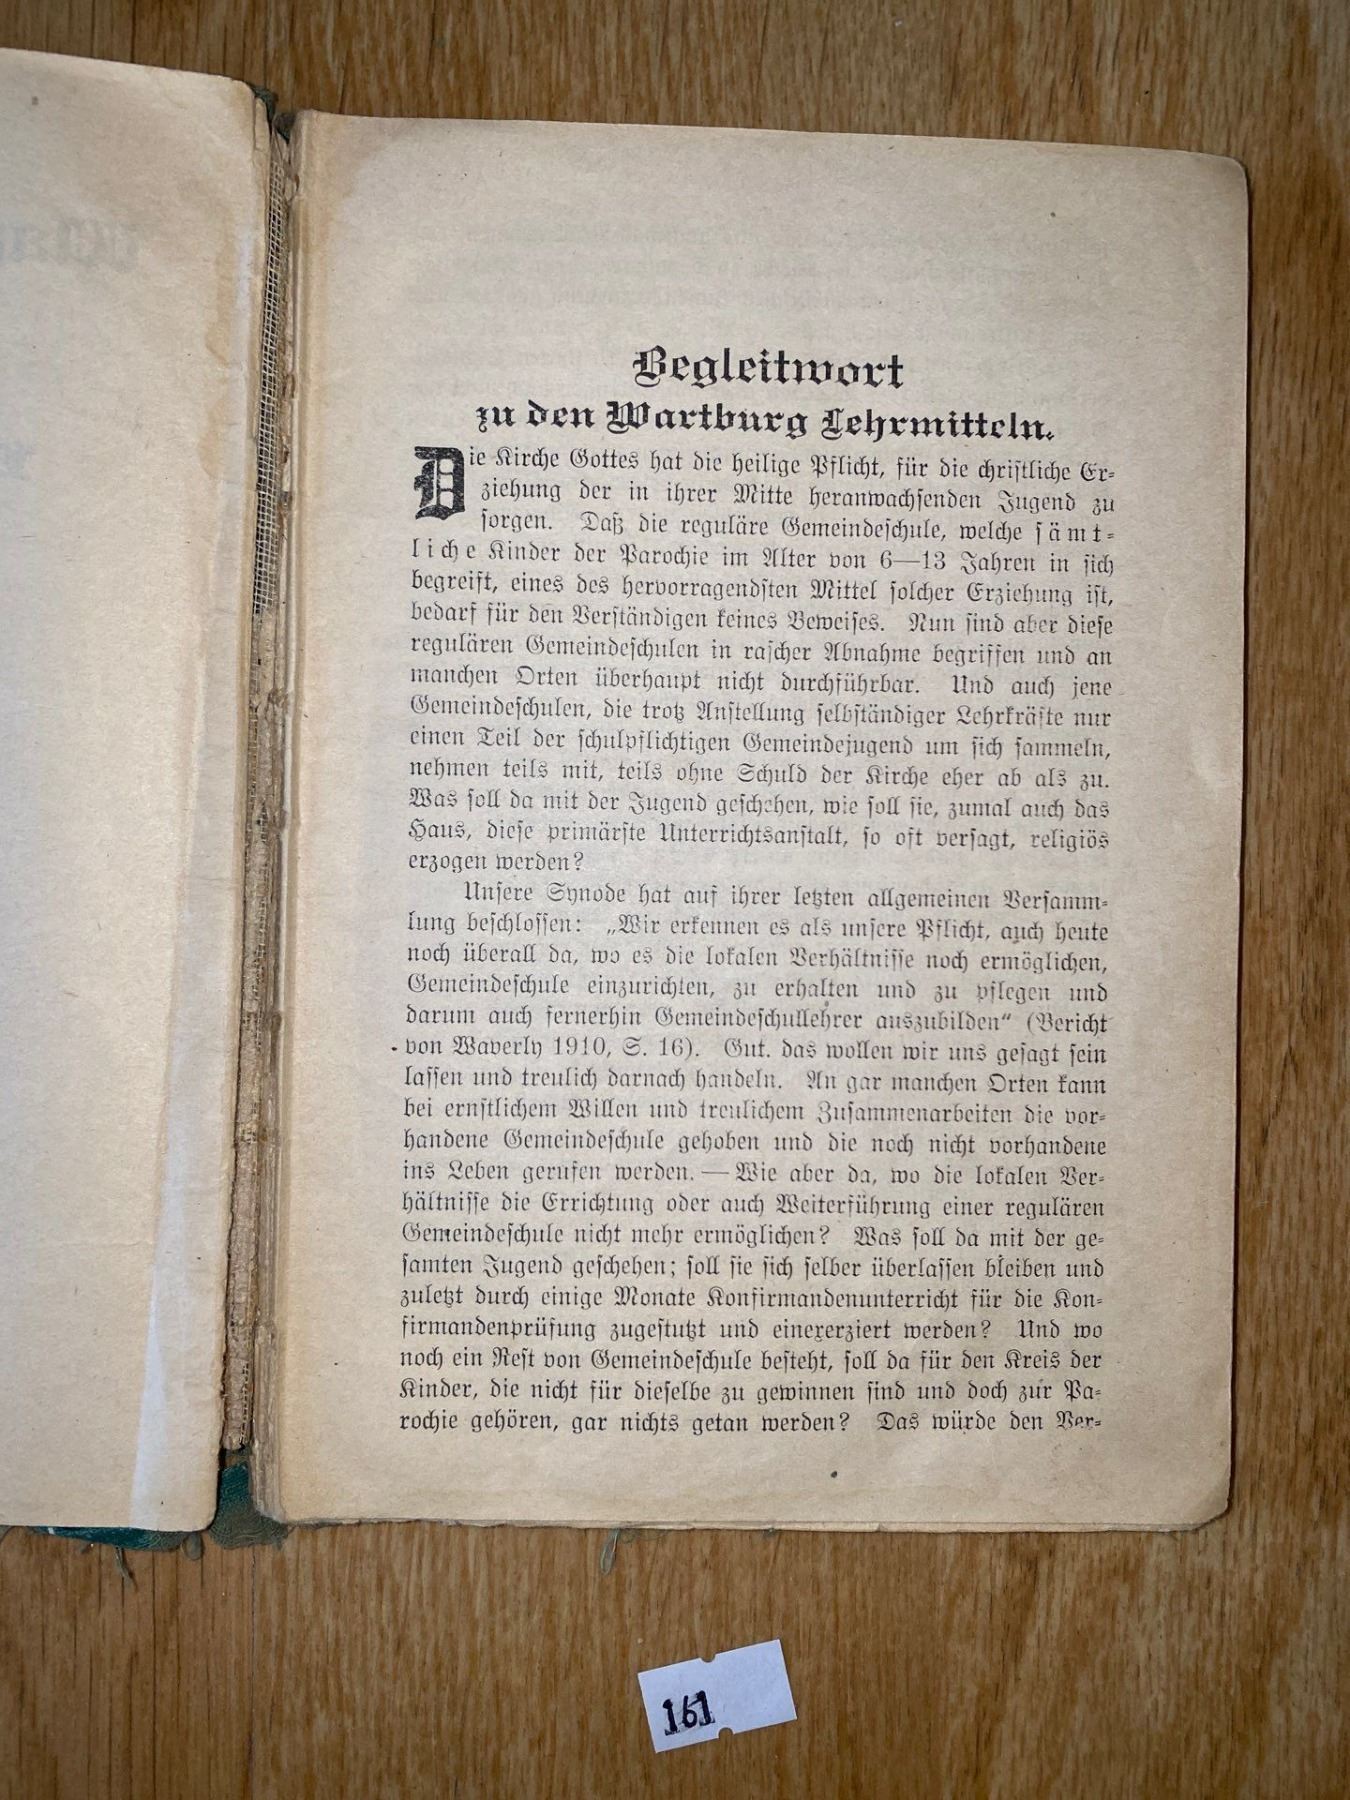 Begleitwort
zu den Wartburg Lehrmitteln.
Die Kirche Gottes hat die heilige Pflicht, für die christliche Er-
ziehung der in ihrer Mitte heranwachsenden Jugend zu
sorgen. Daß die reguläre Gemeindeschule, welche sämt-
liche Kinder der Parochie im Alter von 6—13 Jahren in sich
begreift, eines des hervorragendsten Mittel solcher Erziehung ist,
bedarf für den Verständigen keines Beweises. Nun sind aber diese
regulären Gemeindeschulen in rascher Abnahme begriffen und an
manchen Orten überhaupt nicht durchführbar. Und auch jene
Gemeindeschulen, die trotz Anstellung selbständiger Lehrkräfte nur
einen Teil der schulpflichtigen Gemeindejugend um sich sammeln,
nehmen teils mit, teils ohne Schuld der Kirche eher ab als zu.
Was soll da mit der Jugend geschehen, wie soll sie, zumal auch das
Haus, diese primärste Unterrichtsanstalt, so oft versagt, religiös
erzogen werden?
Unsere Synode hat auf ihrer letzten allgemeinen Versamm-
lung beschlossen: „Wir erkennen es als unsere Pflicht, auch heute
noch überall da, wo es die lokalen Verhältnisse noch ermöglichen,
Gemeindeschule einzurichten, zu erhalten und zu pflegen und
darum auch fernerhin Gemeindeschullehrer auszubilden“ (Bericht
von Waverly 1910, S. 16). Gut. das wollen wir uns gesagt sein
lassen und treulich darnach handeln. An gar manchen Orten kann
bei ernstlichem Willen und treulichem Zusammenarbeiten die vor-
handene Gemeindeschule gehoben und die noch nicht vorhandene
ins Leben gerufen werden. — Wie aber da, wo die lokalen Ver-
hältnisse die Errichtung oder auch Weiterführung einer regulären
Gemeindeschule nicht mehr ermöglichen? Was soll da mit der ge-
samten Jugend geschehen; soll sie sich selber überlassen bleiben und
zuletzt durch einige Monate Konfirmandenunterricht für die Kon-
firmandenprüfung zugestutzt und einexerziert werden? Und wo
noch ein Rest von Gemeindeschule besteht, soll da für den Kreis der
Kinder, die nicht für dieselbe zu gewinnen sind und doch zur Pa-
rochie gehören, gar nichts getan werden? Das würde den Ver-
161